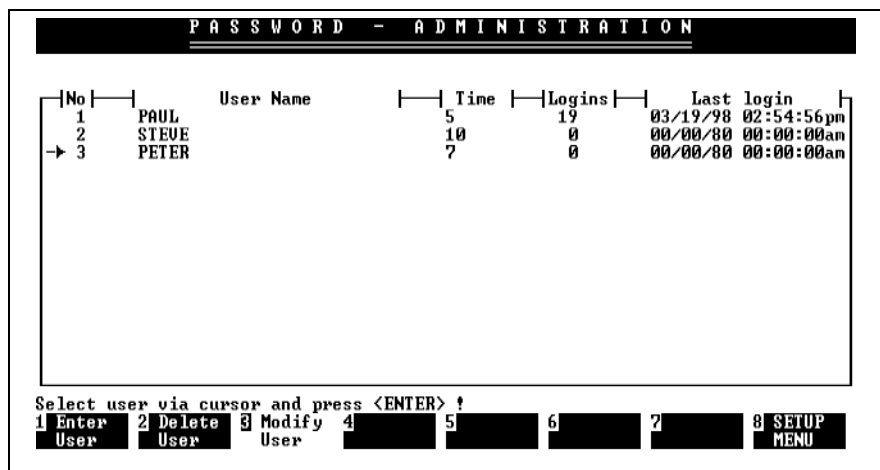 PASSWORD - ADMINISTRATION
No User Name Time Logins Last login
1 PAUL 5 19 03/19/98 02:54:56pm
2 STEVE 10 0 00/00/80 00:00:00am
3 PETER 7 0 00/00/80 00:00:00am
Select user via cursor and press <ENTER> !
1 Enter 2 Delete 3 Modify 4 5 6 7 8 SETUP
User User User MENU